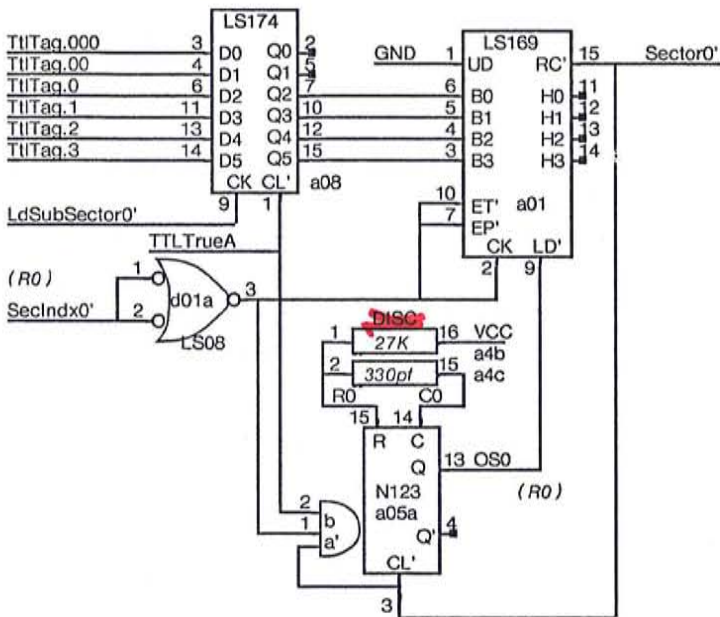 LS174
LS169
TtlTag.000 3 D0 Q0 2
TtlTag.00 4 D1 Q1 5
TtlTag.0 6 D2 Q2 7
TtlTag.1 11 D3 Q3 10
TtlTag.2 13 D4 Q4 12
TtlTag.3 14 D5 Q5 15
CK CL' a08
9 1
GND 1 UD RC' 15 Sector0'
6 B0 H0 11
5 B1 H1 12
4 B2 H2 13
3 B3 H3 14
10 ET' a01
7 EP'
CK LD'
2 9
LdSubSector0'
TTLTrueA
(R0)
SecIndx0'
1
2
d01a 3
LS08
DISC
1 27K 16 VCC
a4b
2 330pf 15 a4c
R0 C0
15 14
R C
Q 13 OS0
(R0)
N123
a05a
Q' 4
CL'
3
2 b
1
a'